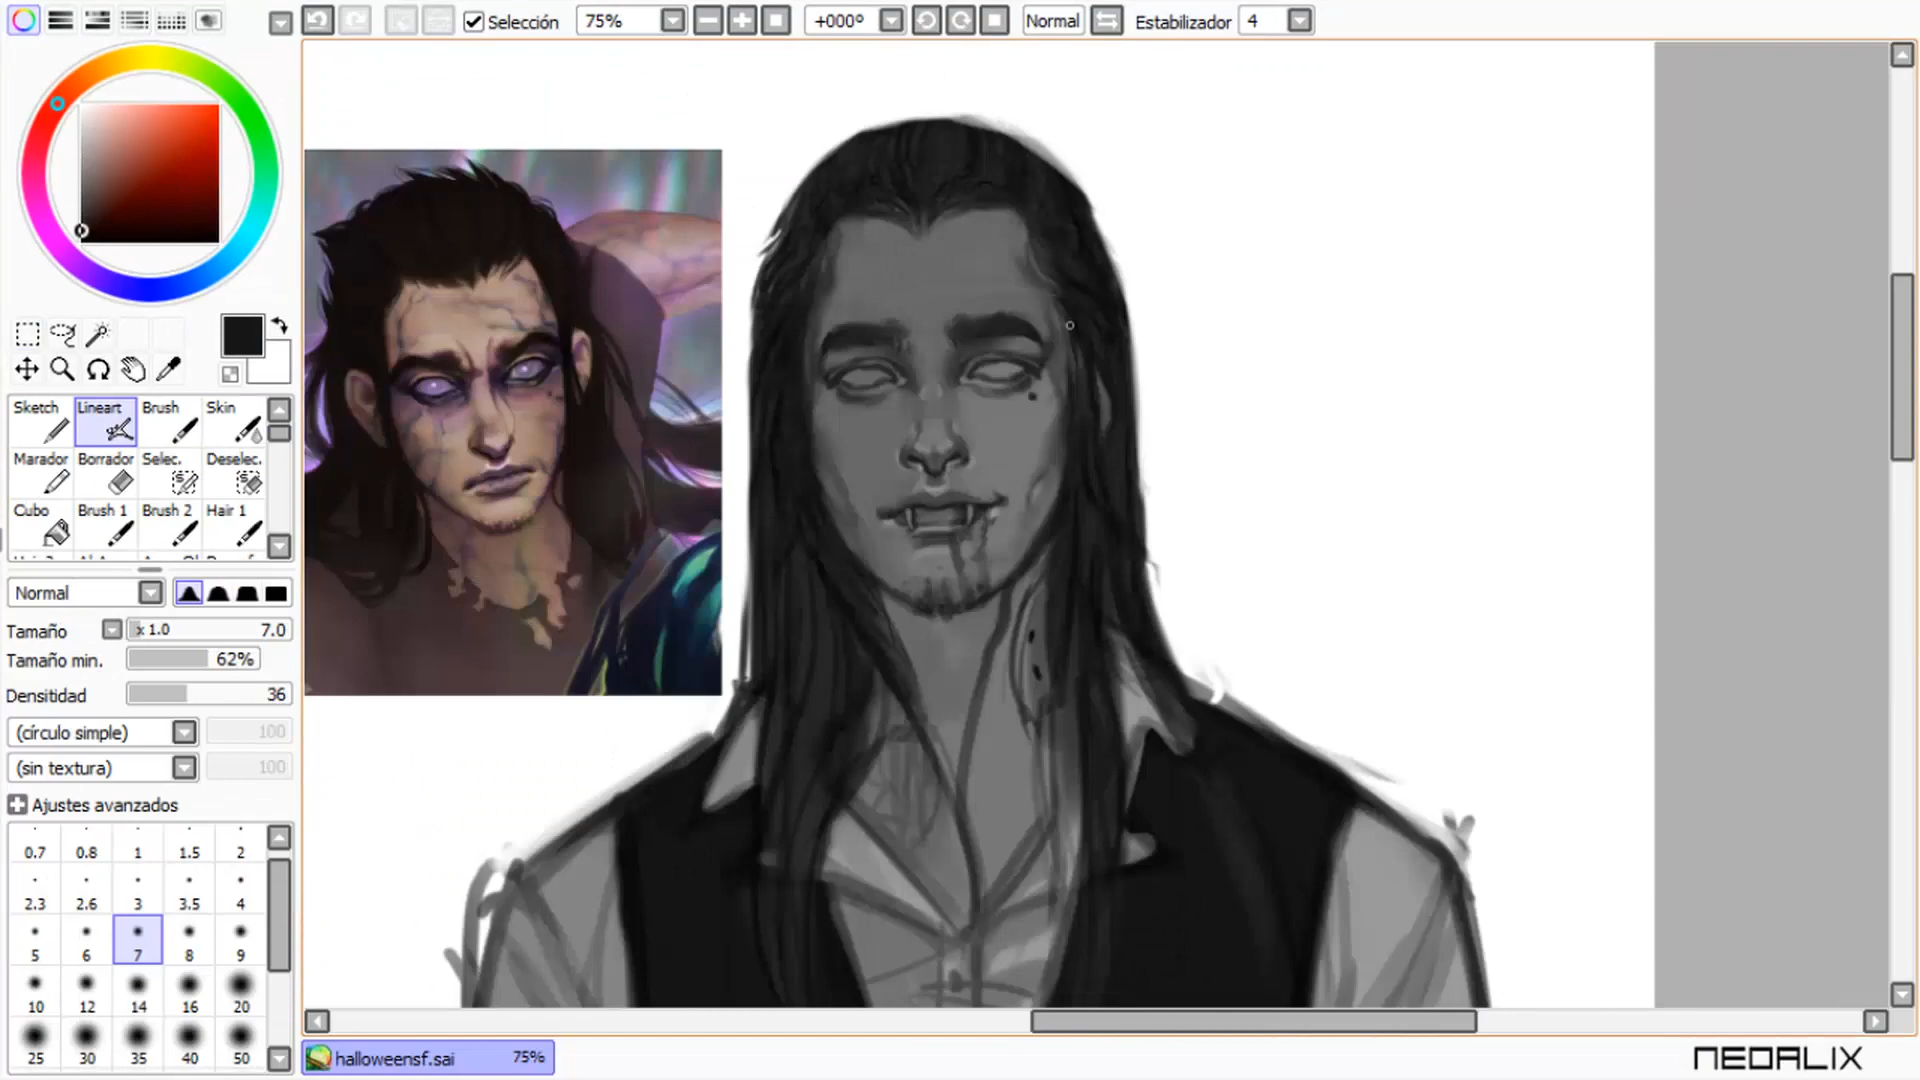 Selección 75% +000º Normal Estabilizador 4
Sketch Lineart Brush Skin
Marador Borrador Selec. Deselec.
Cubo Brush 1 Brush 2 Hair 1
Normal
Tamaño x 1.0 7.0
Tamaño min. 62%
Densitidad 36
(círculo simple) 100
(sin textura) 100
Ajustes avanzados
0.7 0.8 1 1.5 2
2.3 2.6 3 3.5 4
5 6 7 8 9
10 12 14 16 20
25 30 35 40 50
halloweensf.sai 75%
NEOALIX